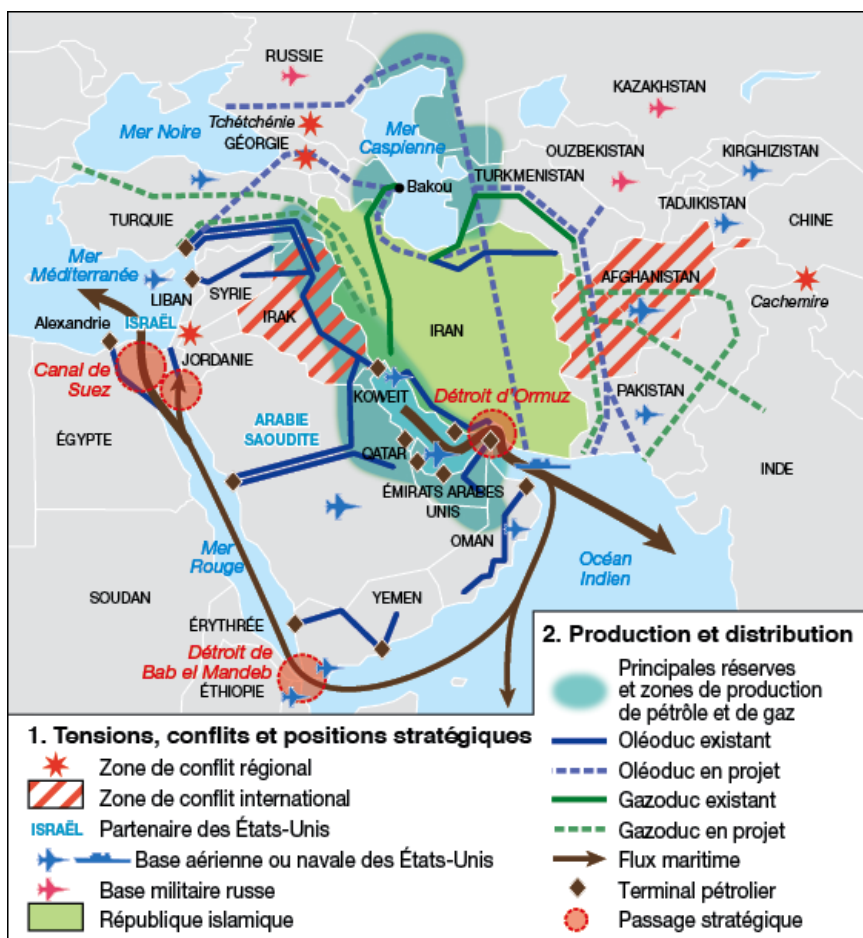 RUSSIE
KAZAKHSTAN
Tchétchénie
Mer Noire
GÉORGIE
Mer
Caspienne
OUZBEKISTAN
KIRGHIZISTAN
TURKMENISTAN
Bakou
TADJIKISTAN
TURQUIE
CHINE
Mer
Méditerranée
LIBAN
SYRIE
AFGHANISTAN
Cachemire
Alexandrie
ISRAËL
IRAK
IRAN
JORDANIE
Canal de
Suez
KOWEIT
Détroit d'Ormuz
PAKISTAN
ARABIE
SAOUDITE
ÉGYPTE
QATAR
INDE
ÉMIRATS ARABES
UNIS
OMAN
Mer
Rouge
Océan
Indien
SOUDAN
YEMEN
ÉRYTHRÉE
Détroit de
Bab el Mandeb
ÉTHIOPIE
1. Tensions, conflits et positions stratégiques
Zone de conflit régional
Zone de conflit international
ISRAËL Partenaire des États-Unis
Base aérienne ou navale des États-Unis
Base militaire russe
République islamique
2. Production et distribution
Principales réserves
et zones de production
de pétrôle et de gaz
Oléoduc existant
Oléoduc en projet
Gazoduc existant
Gazoduc en projet
Flux maritime
Terminal pétrolier
Passage stratégique